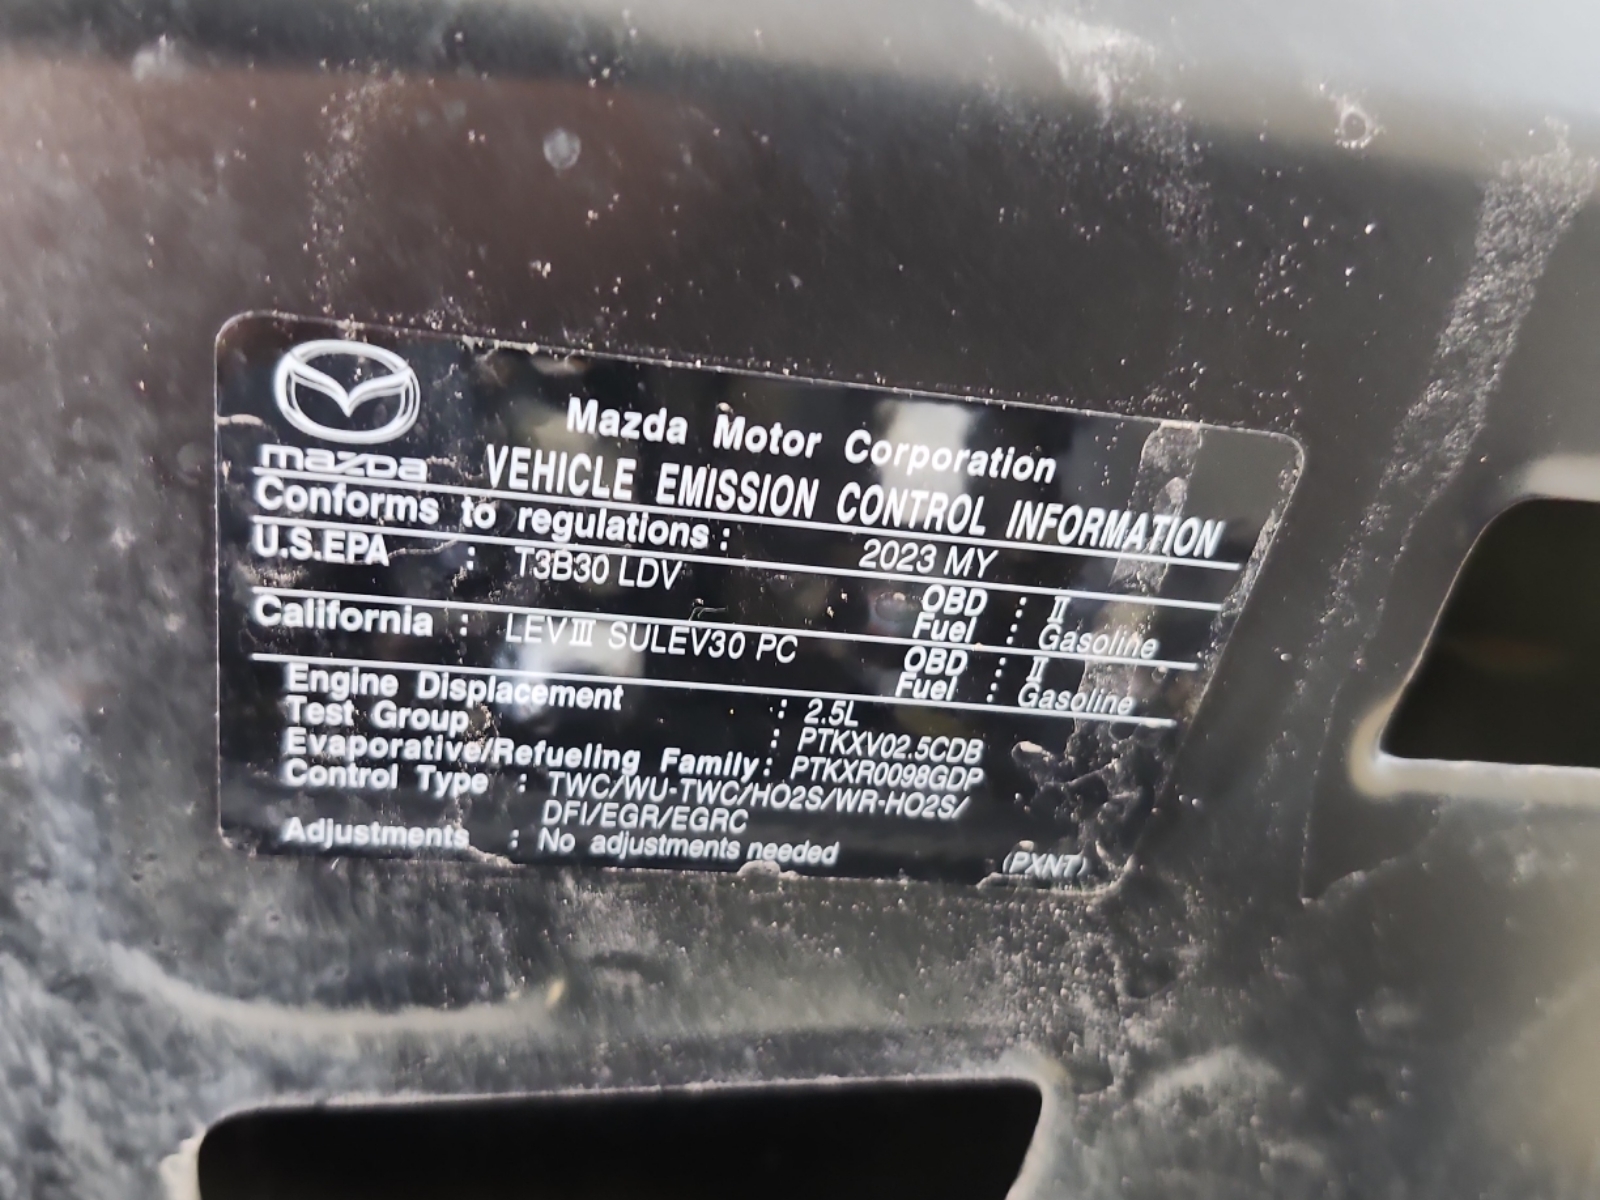 Mazda Motor Corporation
mazda VEHICLE EMISSION CONTROL INFORMATION
Conforms to regulations : 2023 MY
U.S.EPA : T3B30 LDV OBD : II
Fuel : Gasoline
California : LEV III SULEV30 PC OBD : II
Fuel : Gasoline
Engine Displacement : 2.5L
Test Group : PTKXV02.5CDB
Evaporative/Refueling Family : PTKXR0098GDP
Control Type : TWC/WU-TWC/HO2S/WR-HO2S/
DFI/EGR/EGRC
Adjustments : No adjustments needed (PXNT)